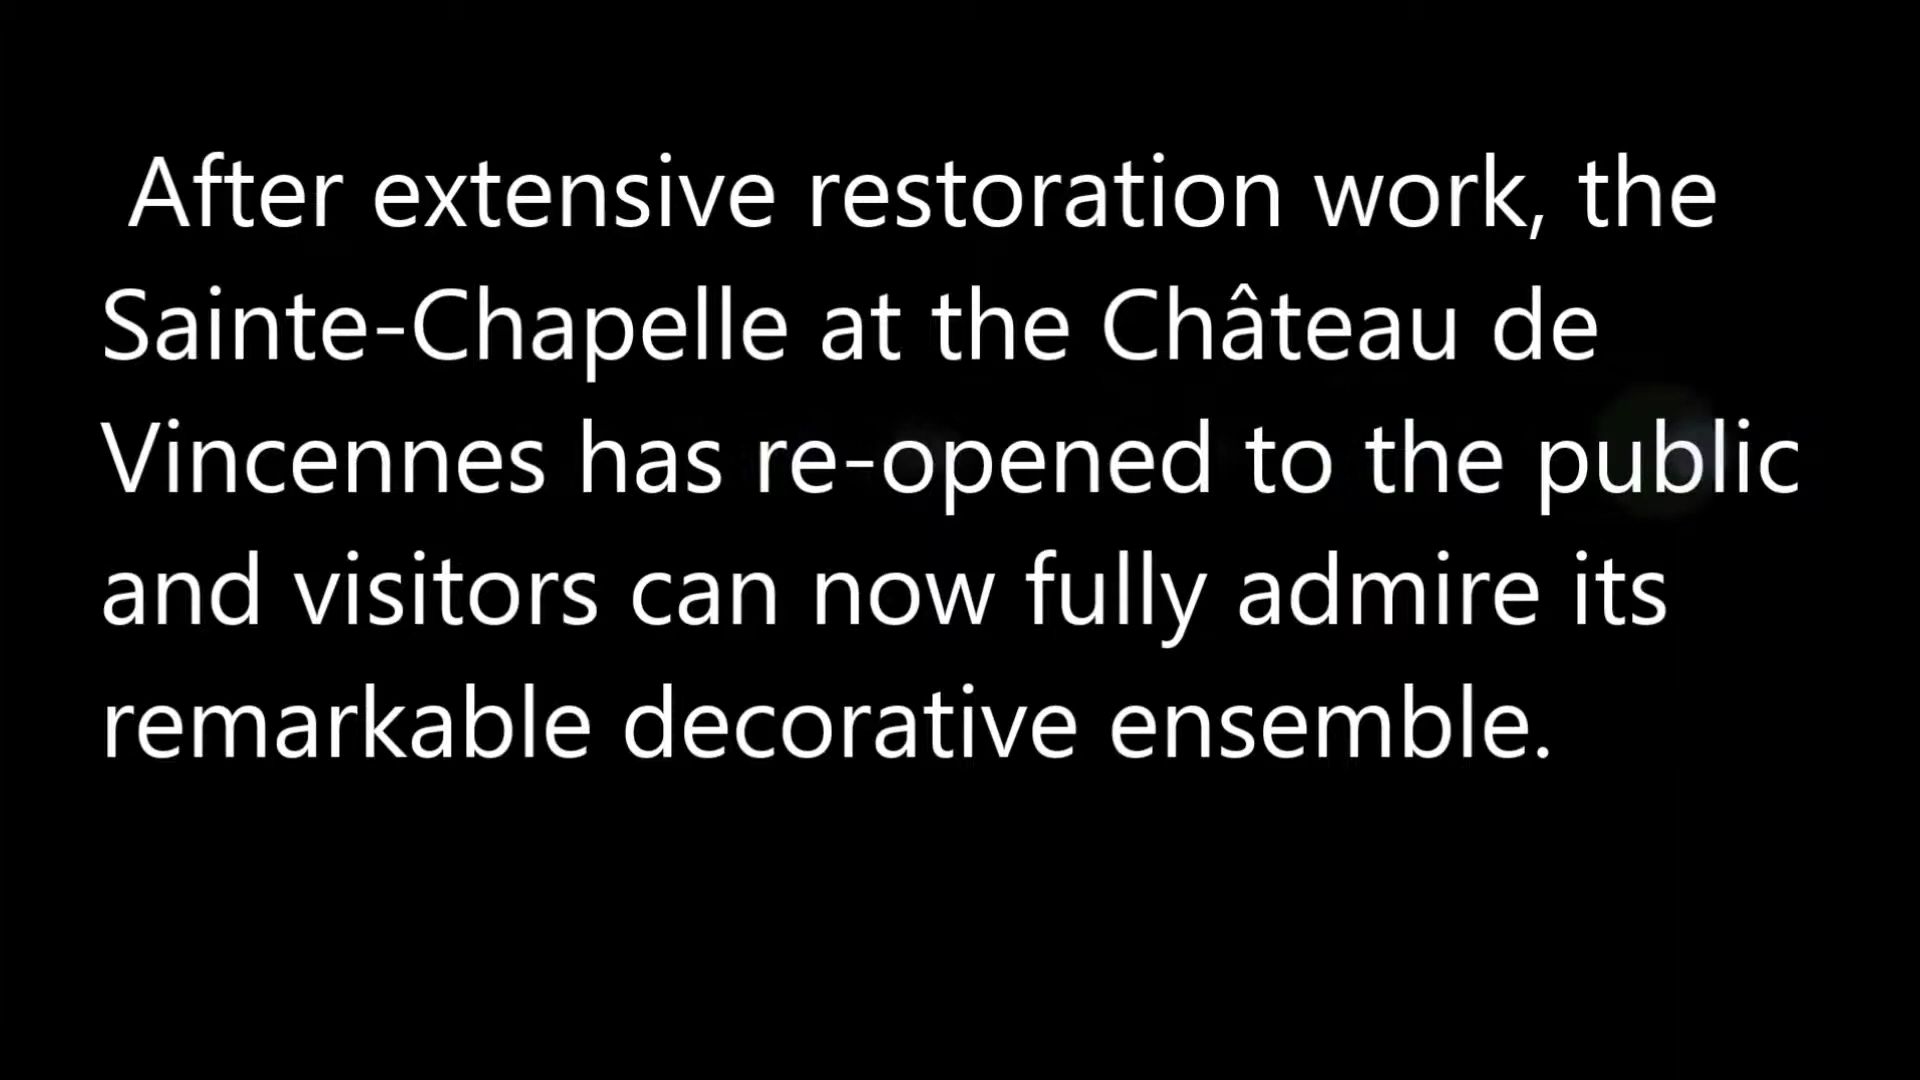 After extensive restoration work, the
Sainte-Chapelle at the Château de
Vincennes has re-opened to the public
and visitors can now fully admire its
remarkable decorative ensemble.